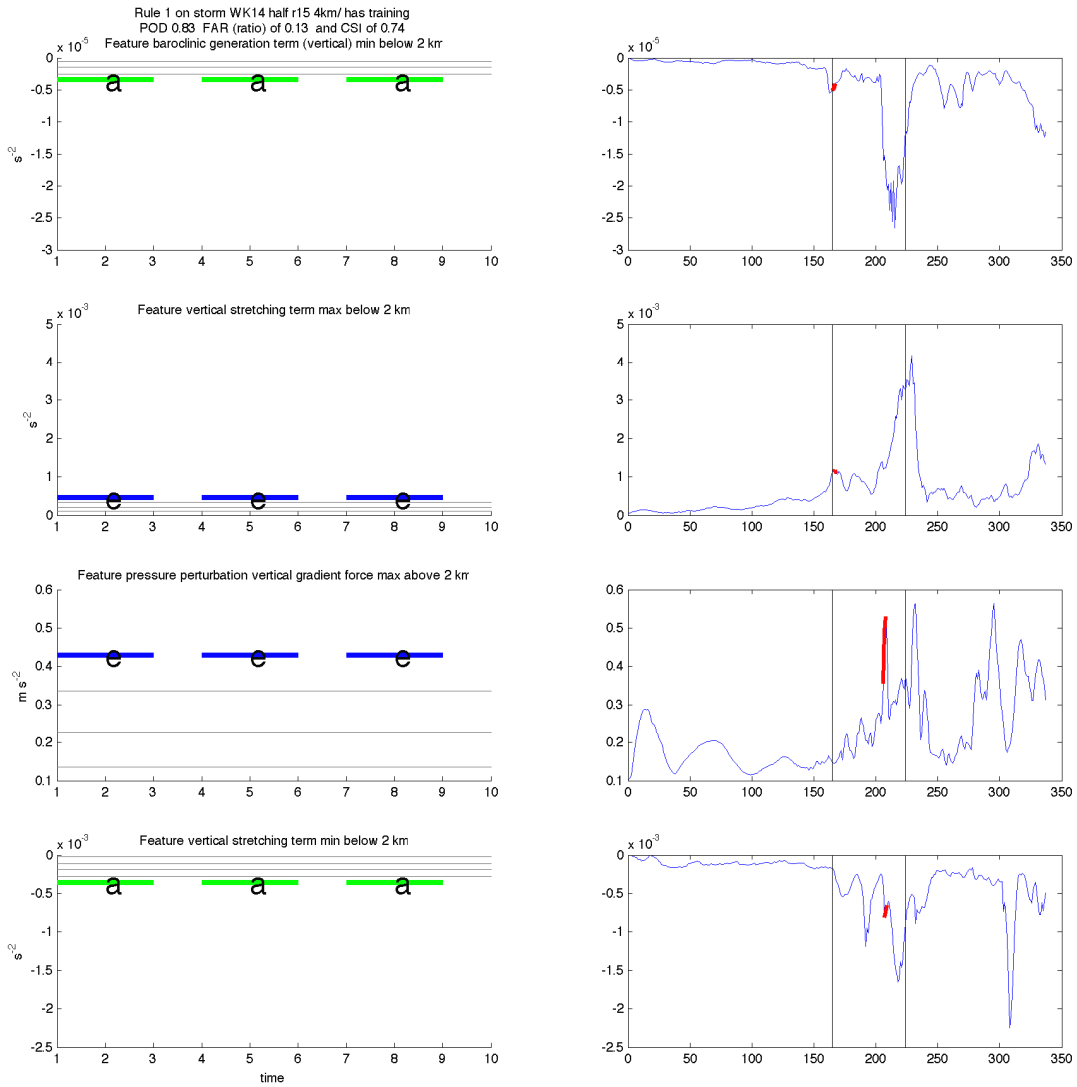 Rule 1 on storm WK14 half r15 4km/ has training
POD 0.83 FAR (ratio) of 0.13 and CSI of 0.74
Feature baroclinic generation term (vertical) min below 2 km
x 10^-5
0
-0.5
-1
-1.5
-2
-2.5
-3
s^-2
a a a
1 2 3 4 5 6 7 8 9 10
x 10^-5
0
-0.5
-1
-1.5
-2
-2.5
-3
0 50 100 150 200 250 300 350
Feature vertical stretching term max below 2 km
x 10^-3
5
4
3
2
1
0
s^-2
e e e
1 2 3 4 5 6 7 8 9 10
x 10^-3
5
4
3
2
1
0
0 50 100 150 200 250 300 350
Feature pressure perturbation vertical gradient force max above 2 km
0.6
0.5
0.4
0.3
0.2
0.1
m s^-2
e e e
1 2 3 4 5 6 7 8 9 10
0.6
0.5
0.4
0.3
0.2
0.1
0 50 100 150 200 250 300 350
Feature vertical stretching term min below 2 km
x 10^-3
0
-0.5
-1
-1.5
-2
-2.5
s^-2
a a a
1 2 3 4 5 6 7 8 9 10
time
x 10^-3
0
-0.5
-1
-1.5
-2
-2.5
0 50 100 150 200 250 300 350